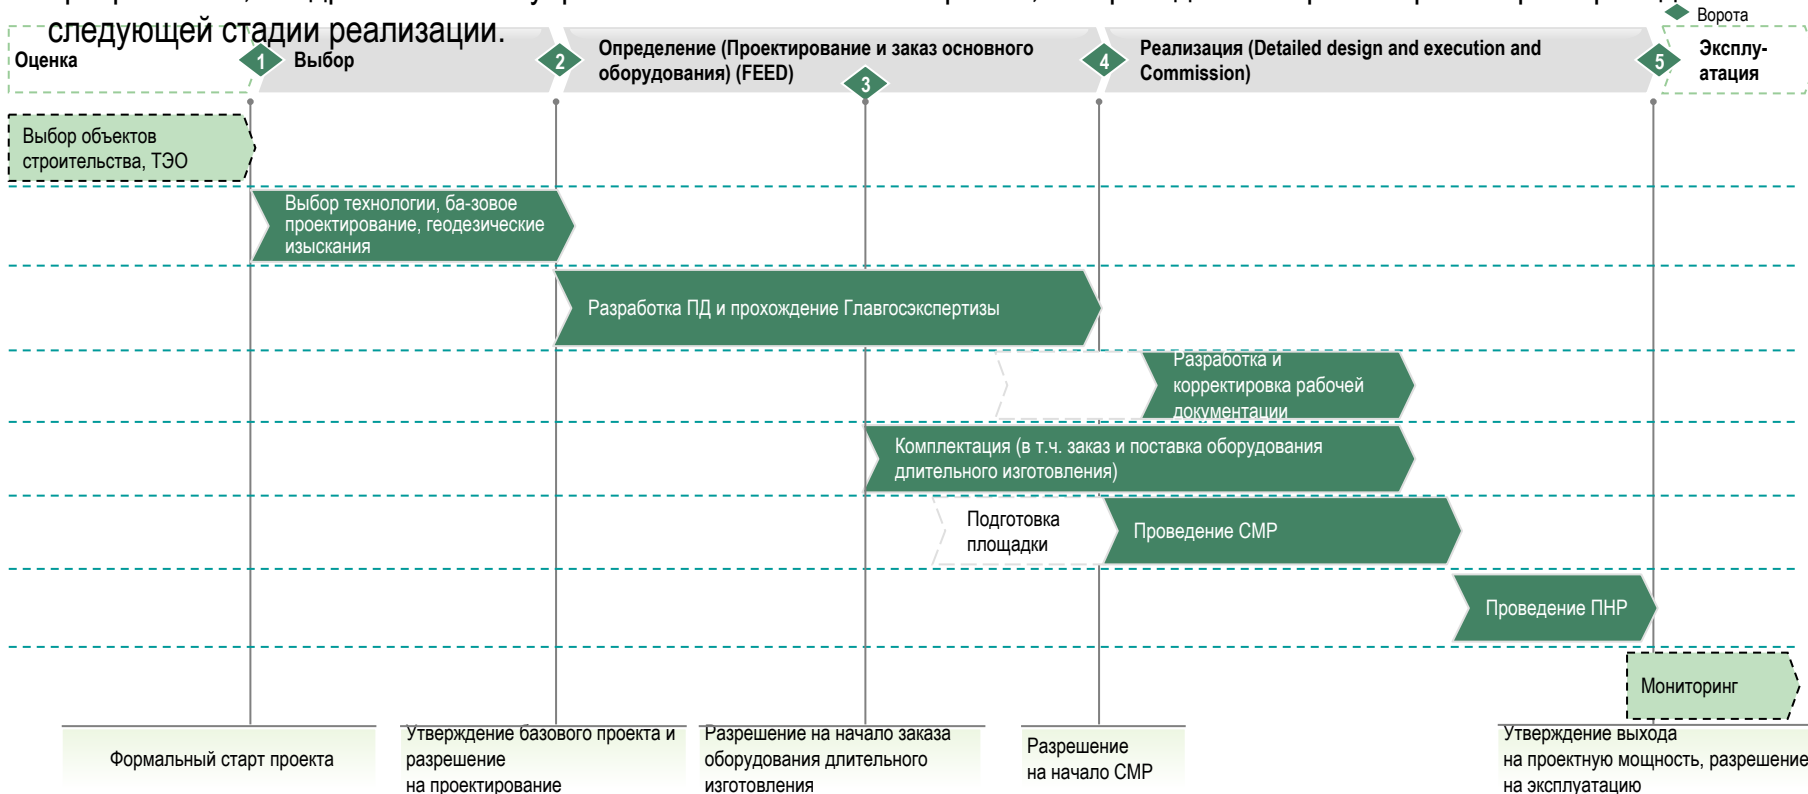 следующей стадии реализации.
Ворота
Оценка
1
Выбор
2
Определение (Проектирование и заказ основного
оборудования) (FEED)
3
4
Реализация (Detailed design and execution and
Commission)
5
Эксплу-
атация
Выбор объектов
строительства, ТЭО
Выбор технологии, ба-зовое
проектирование, геодезические
изыскания
Разработка ПД и прохождение Главгосэкспертизы
Разработка и
корректировка рабочей
документации
Комплектация (в т.ч. заказ и поставка оборудования
длительного изготовления)
Подготовка
площадки
Проведение СМР
Проведение ПНР
Мониторинг
Формальный старт проекта
Утверждение базового проекта и
разрешение
на проектирование
Разрешение на начало заказа
оборудования длительного
изготовления
Разрешение
на начало СМР
Утверждение выхода
на проектную мощность, разрешение
на эксплуатацию